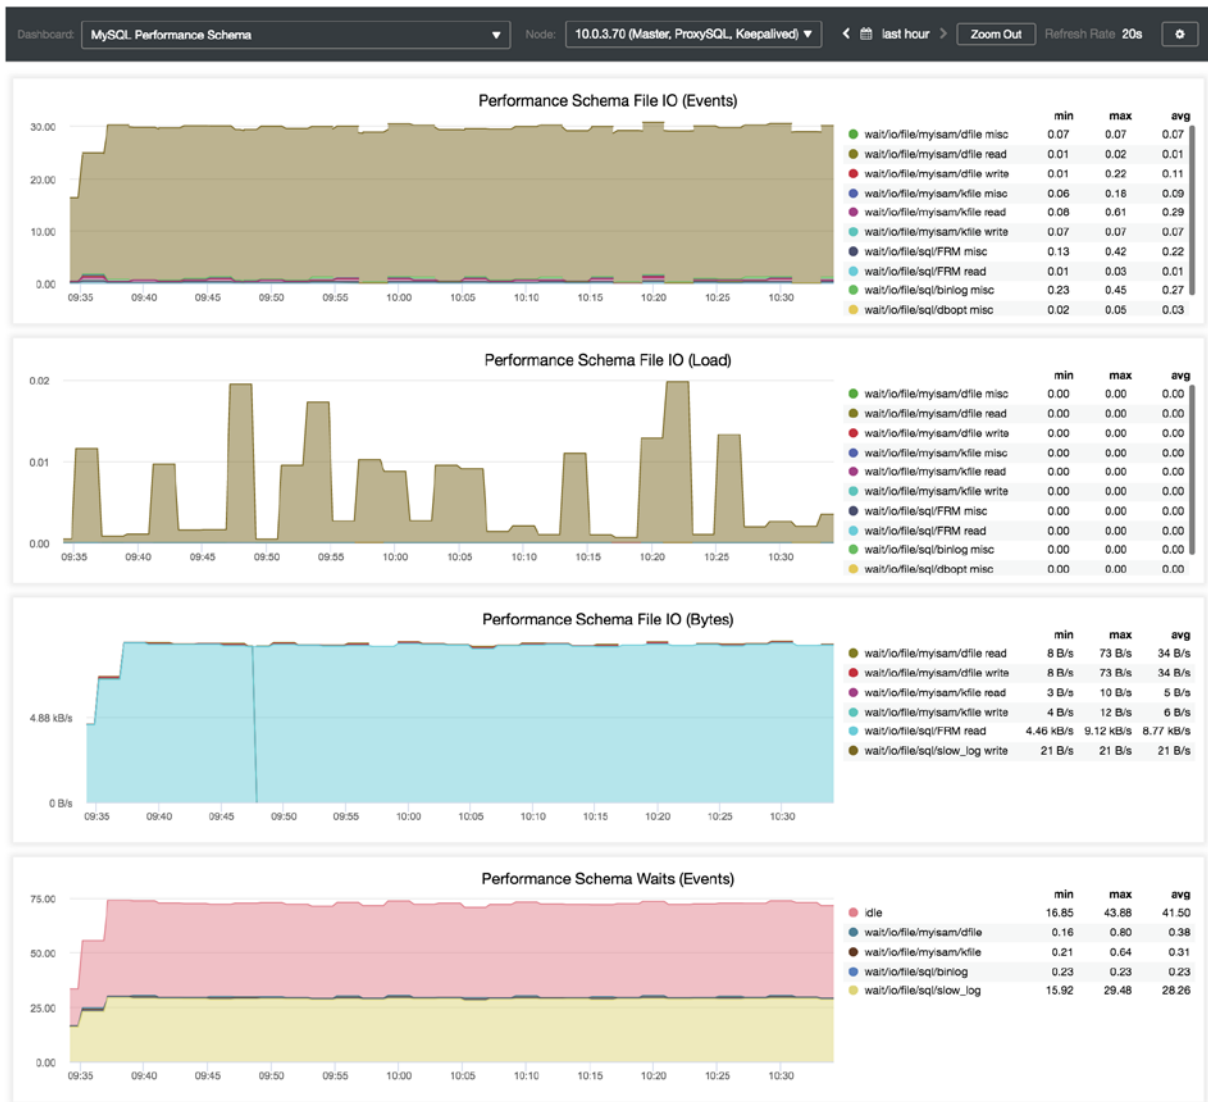 Dashboard: MySQL Performance Schema Node: 10.0.3.70 (Master, ProxySQL, Keepalived) last hour Zoom Out Refresh Rate 20s
Performance Schema File IO (Events)
min max avg
30.00
20.00
10.00
0.00
09:35 09:40 09:45 09:50 09:55 10:00 10:05 10:10 10:15 10:20 10:25 10:30
wait/io/file/myisam/dfile misc 0.07 0.07 0.07
wait/io/file/myisam/dfile read 0.01 0.02 0.01
wait/io/file/myisam/dfile write 0.01 0.22 0.11
wait/io/file/myisam/kfile misc 0.06 0.18 0.09
wait/io/file/myisam/kfile read 0.08 0.61 0.29
wait/io/file/myisam/kfile write 0.07 0.07 0.07
wait/io/file/sql/FRM misc 0.13 0.42 0.22
wait/io/file/sql/FRM read 0.01 0.03 0.01
wait/io/file/sql/binlog misc 0.23 0.45 0.27
wait/io/file/sql/dbopt misc 0.02 0.05 0.03
Performance Schema File IO (Load)
min max avg
0.02
0.01
0.00
09:35 09:40 09:45 09:50 09:55 10:00 10:05 10:10 10:15 10:20 10:25 10:30
wait/io/file/myisam/dfile misc 0.00 0.00 0.00
wait/io/file/myisam/dfile read 0.00 0.00 0.00
wait/io/file/myisam/dfile write 0.00 0.00 0.00
wait/io/file/myisam/kfile misc 0.00 0.00 0.00
wait/io/file/myisam/kfile read 0.00 0.00 0.00
wait/io/file/myisam/kfile write 0.00 0.00 0.00
wait/io/file/sql/FRM misc 0.00 0.00 0.00
wait/io/file/sql/FRM read 0.00 0.00 0.00
wait/io/file/sql/binlog misc 0.00 0.00 0.00
wait/io/file/sql/dbopt misc 0.00 0.00 0.00
Performance Schema File IO (Bytes)
min max avg
4.88 kB/s
0 B/s
09:35 09:40 09:45 09:50 09:55 10:00 10:05 10:10 10:15 10:20 10:25 10:30
wait/io/file/myisam/dfile read 8 B/s 73 B/s 34 B/s
wait/io/file/myisam/dfile write 8 B/s 73 B/s 34 B/s
wait/io/file/myisam/kfile read 3 B/s 10 B/s 5 B/s
wait/io/file/myisam/kfile write 4 B/s 12 B/s 6 B/s
wait/io/file/sql/FRM read 4.46 kB/s 9.12 kB/s 8.77 kB/s
wait/io/file/sql/slow_log write 21 B/s 21 B/s 21 B/s
Performance Schema Waits (Events)
min max avg
75.00
50.00
25.00
0.00
09:35 09:40 09:45 09:50 09:55 10:00 10:05 10:10 10:15 10:20 10:25 10:30
idle 16.85 43.88 41.50
wait/io/file/myisam/dfile 0.16 0.80 0.38
wait/io/file/myisam/kfile 0.21 0.64 0.31
wait/io/file/sql/binlog 0.23 0.23 0.23
wait/io/file/sql/slow_log 15.92 29.48 28.26